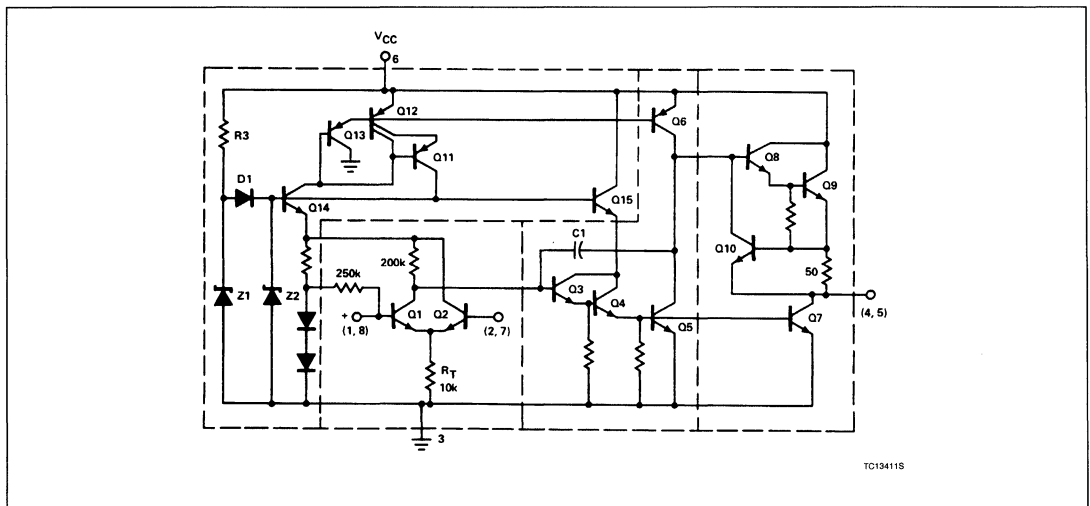 VCC
6
Q12
Q6
Q13
R3
Q8
Q11
Q9
D1
Q14
Q15
Q10
C1
200k
50
250k
Q3
Z1
Z2
Q4
+
Q1
Q2
Q5
Q7
(1, 8)
(2, 7)
(4, 5)
RT
10k
3
TC13411S